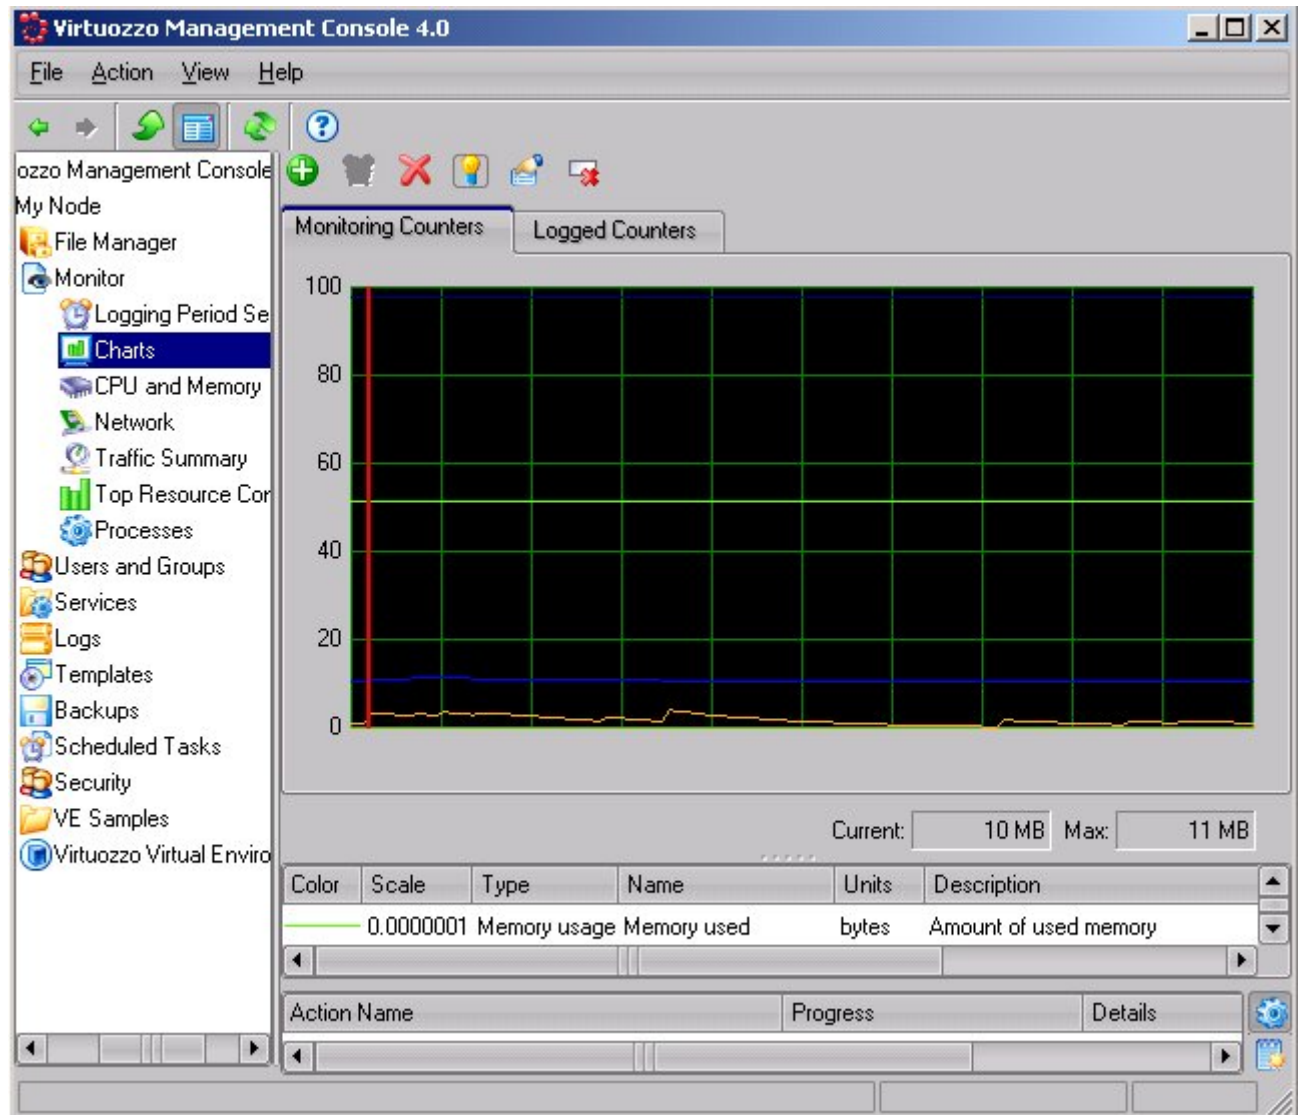 Virtuozzo Management Console 4.0
File Action View Help
ozzo Management Console
My Node
File Manager
Monitor
Logging Period Se
Charts
CPU and Memory
Network
Traffic Summary
Top Resource Con
Processes
Users and Groups
Services
Logs
Templates
Backups
Scheduled Tasks
Security
VE Samples
Virtuozzo Virtual Enviro
Monitoring Counters Logged Counters
100
80
60
40
20
0
Current: 10 MB Max: 11 MB
Color Scale Type Name Units Description
0.0000001 Memory usage Memory used bytes Amount of used memory
Action Name Progress Details